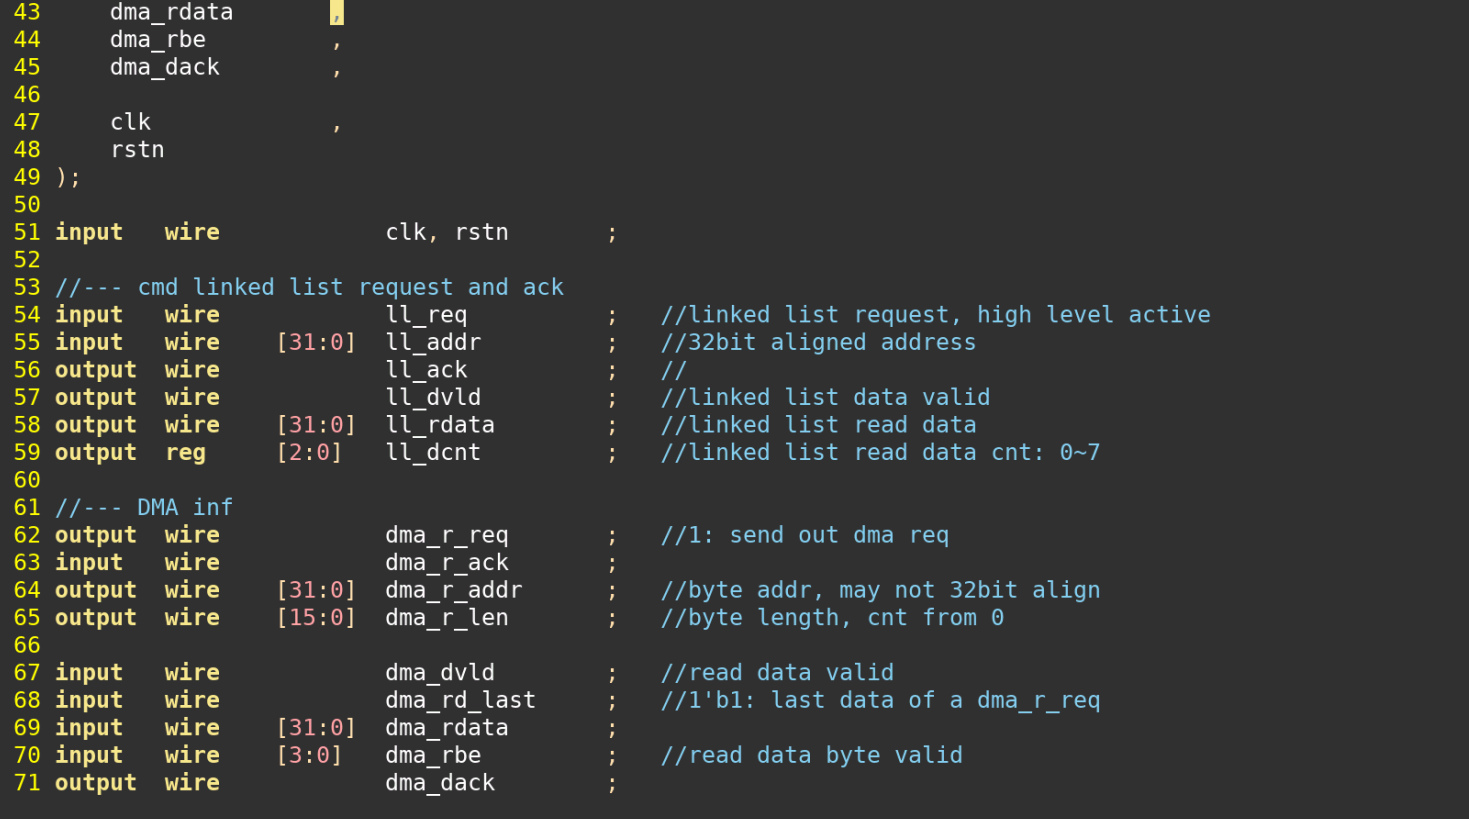 43     dma_rdata       ,
44     dma_rbe         ,
45     dma_dack        ,
46
47     clk             ,
48     rstn
49 );
50
51 input   wire            clk, rstn       ;
52
53 //--- cmd linked list request and ack
54 input   wire            ll_req          ;   //linked list request, high level active
55 input   wire    [31:0]  ll_addr         ;   //32bit aligned address
56 output  wire            ll_ack          ;   //
57 output  wire            ll_dvld         ;   //linked list data valid
58 output  wire    [31:0]  ll_rdata        ;   //linked list read data
59 output  reg     [2:0]   ll_dcnt         ;   //linked list read data cnt: 0~7
60
61 //--- DMA inf
62 output  wire            dma_r_req       ;   //1: send out dma req
63 input   wire            dma_r_ack       ;
64 output  wire    [31:0]  dma_r_addr      ;   //byte addr, may not 32bit align
65 output  wire    [15:0]  dma_r_len       ;   //byte length, cnt from 0
66
67 input   wire            dma_dvld        ;   //read data valid
68 input   wire            dma_rd_last     ;   //1'b1: last data of a dma_r_req
69 input   wire    [31:0]  dma_rdata       ;
70 input   wire    [3:0]   dma_rbe         ;   //read data byte valid
71 output  wire            dma_dack        ;